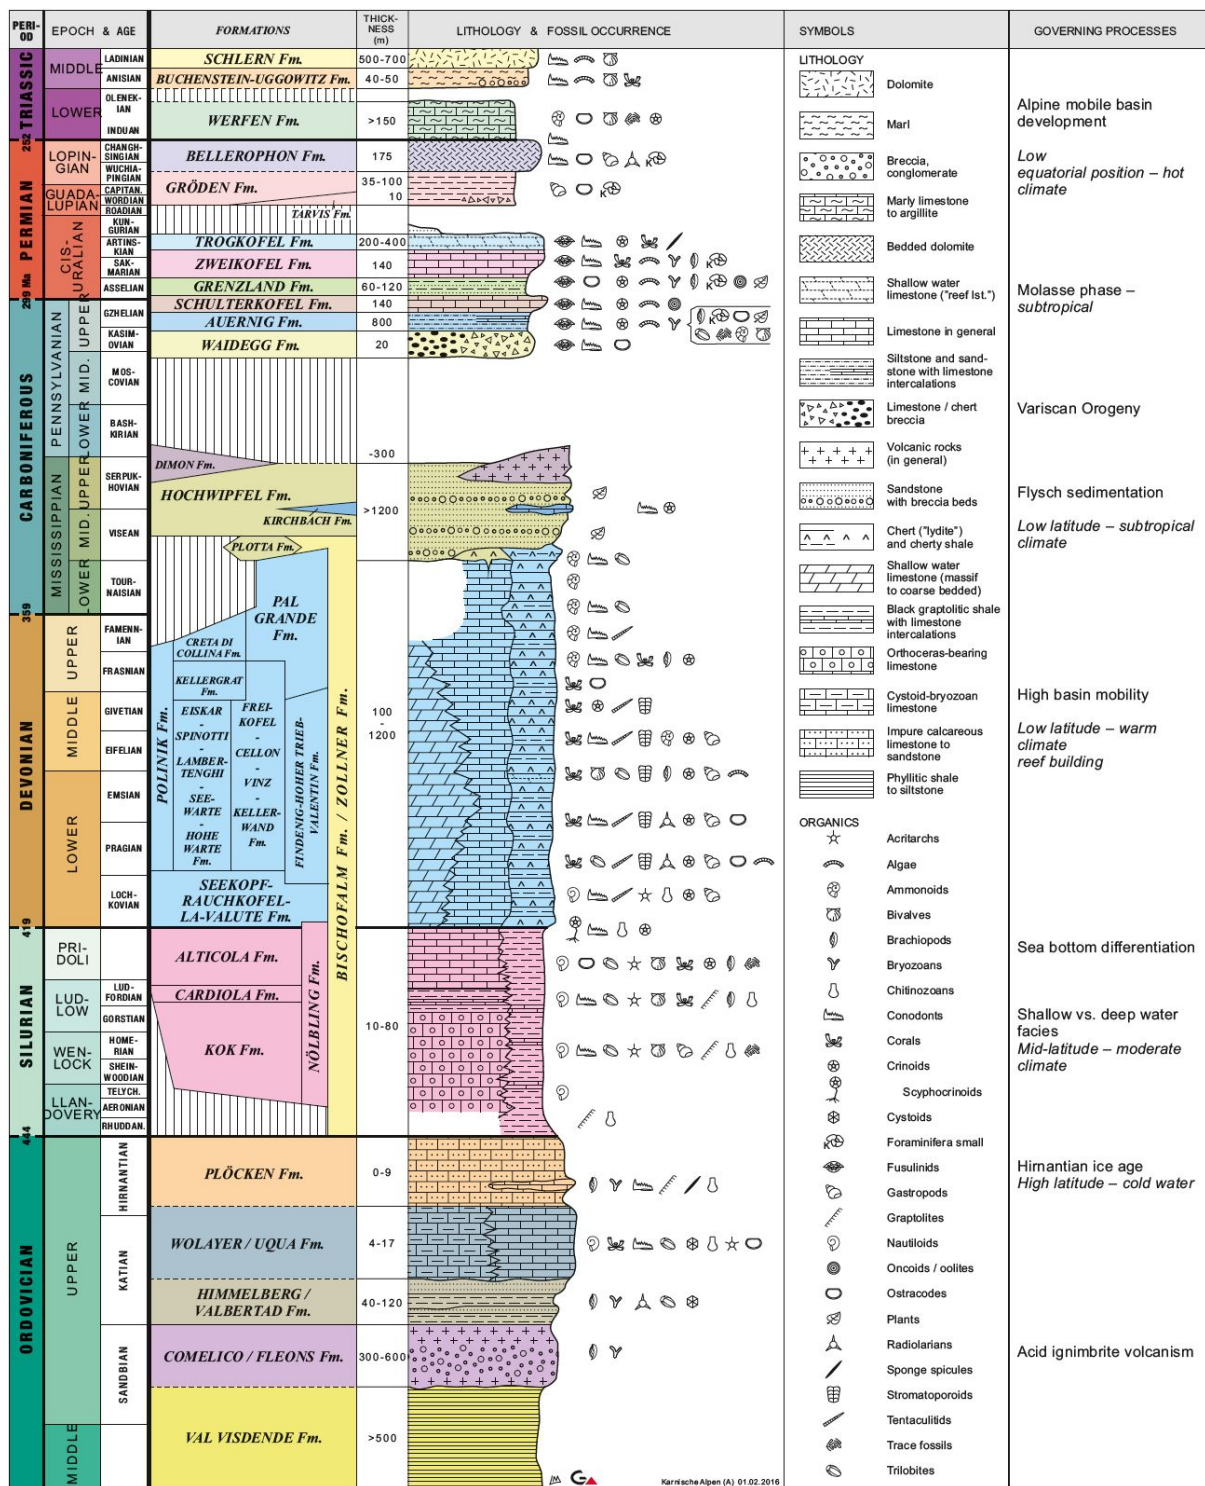 PERI-
OD
EPOCH & AGE
FORMATIONS
THICK-
NESS
(m)
LITHOLOGY & FOSSIL OCCURRENCE
SYMBOLS
GOVERNING PROCESSES
TRIASSIC
252
PERMIAN
299 Ma
CARBONIFEROUS
359
DEVONIAN
419
SILURIAN
444
ORDOVICIAN
MIDDLE
LOWER
LOPIN-
GIAN
GUADA-
LUPIAN
CIS-
URALIAN
PENNSYLVANIAN
UPPER
MID.
LOWER
MISSISSIPPIAN
UPPER
MID.
LOWER
UPPER
MIDDLE
LOWER
PRI-
DOLI
LUD-
LOW
WEN-
LOCK
LLAN-
DOVERY
UPPER
MIDDLE
LADINIAN
ANISIAN
OLENEK-
IAN
INDUAN
CHANGH-
SINGIAN
WUCHIA-
PINGIAN
CAPITAN.
WORDIAN
ROADIAN
KUN-
GURIAN
ARTINS-
KIAN
SAK-
MARIAN
ASSELIAN
GZHELIAN
KASIM-
OVIAN
MOS-
COVIAN
BASH-
KIRIAN
SERPUK-
HOVIAN
VISEAN
TOUR-
NAISIAN
FAMENN-
IAN
FRASNIAN
GIVETIAN
EIFELIAN
EMSIAN
PRAGIAN
LOCH-
KOVIAN
LUD-
FORDIAN
GORSTIAN
HOME-
RIAN
SHEIN-
WOODIAN
TELYCH.
AERONIAN
RHUDDAN.
HIRNANTIAN
KATIAN
SANDBIAN
SCHLERN Fm.
BUCHENSTEIN-UGGOWITZ Fm.
WERFEN Fm.
BELLEROPHON Fm.
GRÖDEN Fm.
TARVIS Fm.
TROGKOFEL Fm.
ZWEIKOFEL Fm.
GRENZLAND Fm.
SCHULTERKOFEL Fm.
AUERNIG Fm.
WAIDEGG Fm.
DIMON Fm.
HOCHWIPFEL Fm.
KIRCHBACH Fm.
PLOTTA Fm.
PAL
GRANDE
Fm.
CRETA DI
COLLINA Fm.
KELLERGRAT
Fm.
POLINIK Fm.
EISKAR
-
SPINOTTI
-
LAMBER-
TENGHI
-
SEE-
WARTE
-
HOHE
WARTE
Fm.
FREI-
KOFEL
-
CELLON
-
VINZ
-
KELLER-
WAND
Fm.
FINDENIG-HOHER TRIEB-
VALENTIN Fm.
BISCHOFALM Fm. / ZOLLNER Fm.
SEEKOPF-
RAUCHKOFEL-
LA-VALUTE Fm.
ALTICOLA Fm.
CARDIOLA Fm.
KOK Fm.
NÖLBLING Fm.
PLÖCKEN Fm.
WOLAYER / UQUA Fm.
HIMMELBERG /
VALBERTAD Fm.
COMELICO / FLEONS Fm.
VAL VISDENDE Fm.
500-700
40-50
>150
175
35-100
10
200-400
140
60-120
140
800
20
-300
>1200
100
-
1200
10-80
0-9
4-17
40-120
300-600
>500
K
K
K
K
K
LITHOLOGY
Dolomite
Marl
Breccia,
conglomerate
Marly limestone
to argillite
Bedded dolomite
Shallow water
limestone ("reef lst.")
Limestone in general
Siltstone and sand-
stone with limestone
intercalations
Limestone / chert
breccia
Volcanic rocks
(in general)
Sandstone
with breccia beds
Chert ("lydite")
and cherty shale
Shallow water
limestone (massif
to coarse bedded)
Black graptolitic shale
with limestone
intercalations
Orthoceras-bearing
limestone
Cystoid-bryozoan
limestone
Impure calcareous
limestone to
sandstone
Phyllitic shale
to siltstone
ORGANICS
Acritarchs
Algae
Ammonoids
Bivalves
Brachiopods
Bryozoans
Chitinozoans
Conodonts
Corals
Crinoids
Scyphocrinoids
Cystoids
K
Foraminifera small
Fusulinids
Gastropods
Graptolites
Nautiloids
Oncoids / oolites
Ostracodes
Plants
Radiolarians
Sponge spicules
Stromatoporoids
Tentaculitids
Trace fossils
Trilobites
Alpine mobile basin
development
Low
equatorial position – hot
climate
Molasse phase –
subtropical
Variscan Orogeny
Flysch sedimentation
Low latitude – subtropical
climate
High basin mobility
Low latitude – warm
climate
reef building
Sea bottom differentiation
Shallow vs. deep water
facies
Mid-latitude – moderate
climate
Hirnantian ice age
High latitude – cold water
Acid ignimbrite volcanism
Karnische Alpen (A) 01.02.2016